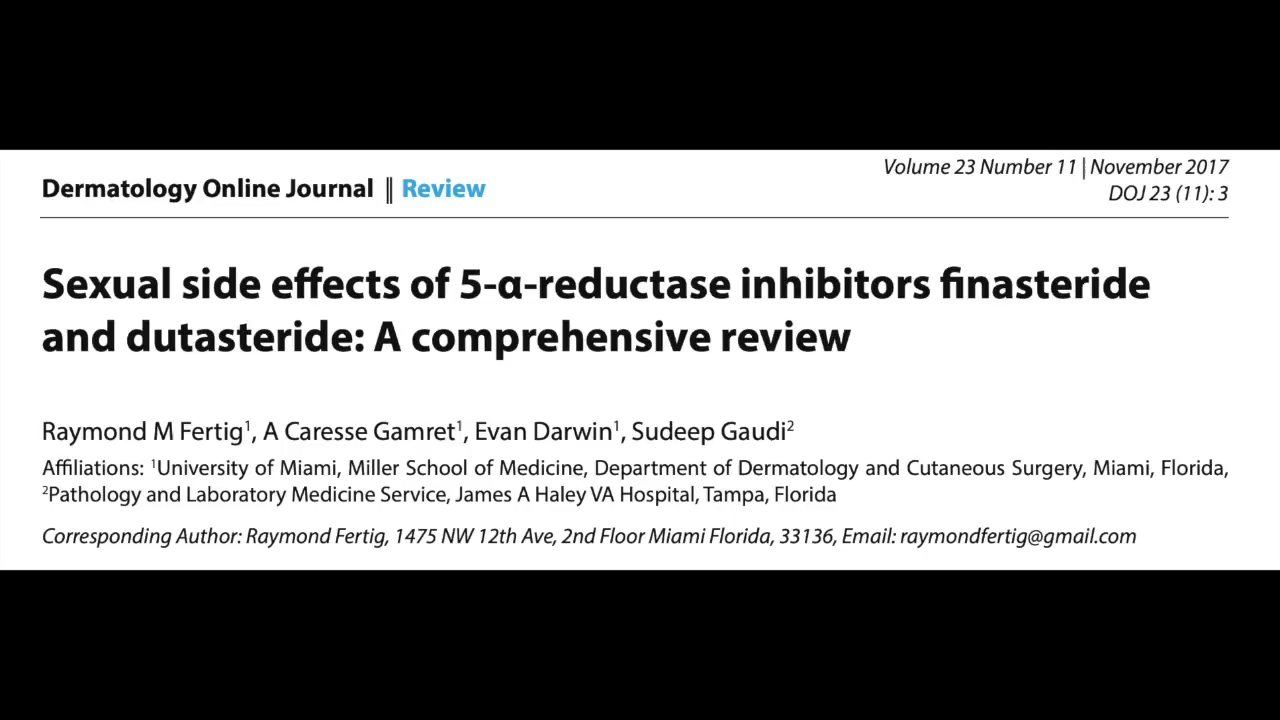 Dermatology Online Journal || Review
Volume 23 Number 11 | November 2017
DOJ 23 (11): 3
Sexual side effects of 5-α-reductase inhibitors finasteride
and dutasteride: A comprehensive review
Raymond M Fertig¹, A Caresse Gamret¹, Evan Darwin¹, Sudeep Gaudi²
Affiliations: ¹University of Miami, Miller School of Medicine, Department of Dermatology and Cutaneous Surgery, Miami, Florida,
²Pathology and Laboratory Medicine Service, James A Haley VA Hospital, Tampa, Florida
Corresponding Author: Raymond Fertig, 1475 NW 12th Ave, 2nd Floor Miami Florida, 33136, Email: raymondfertig@gmail.com